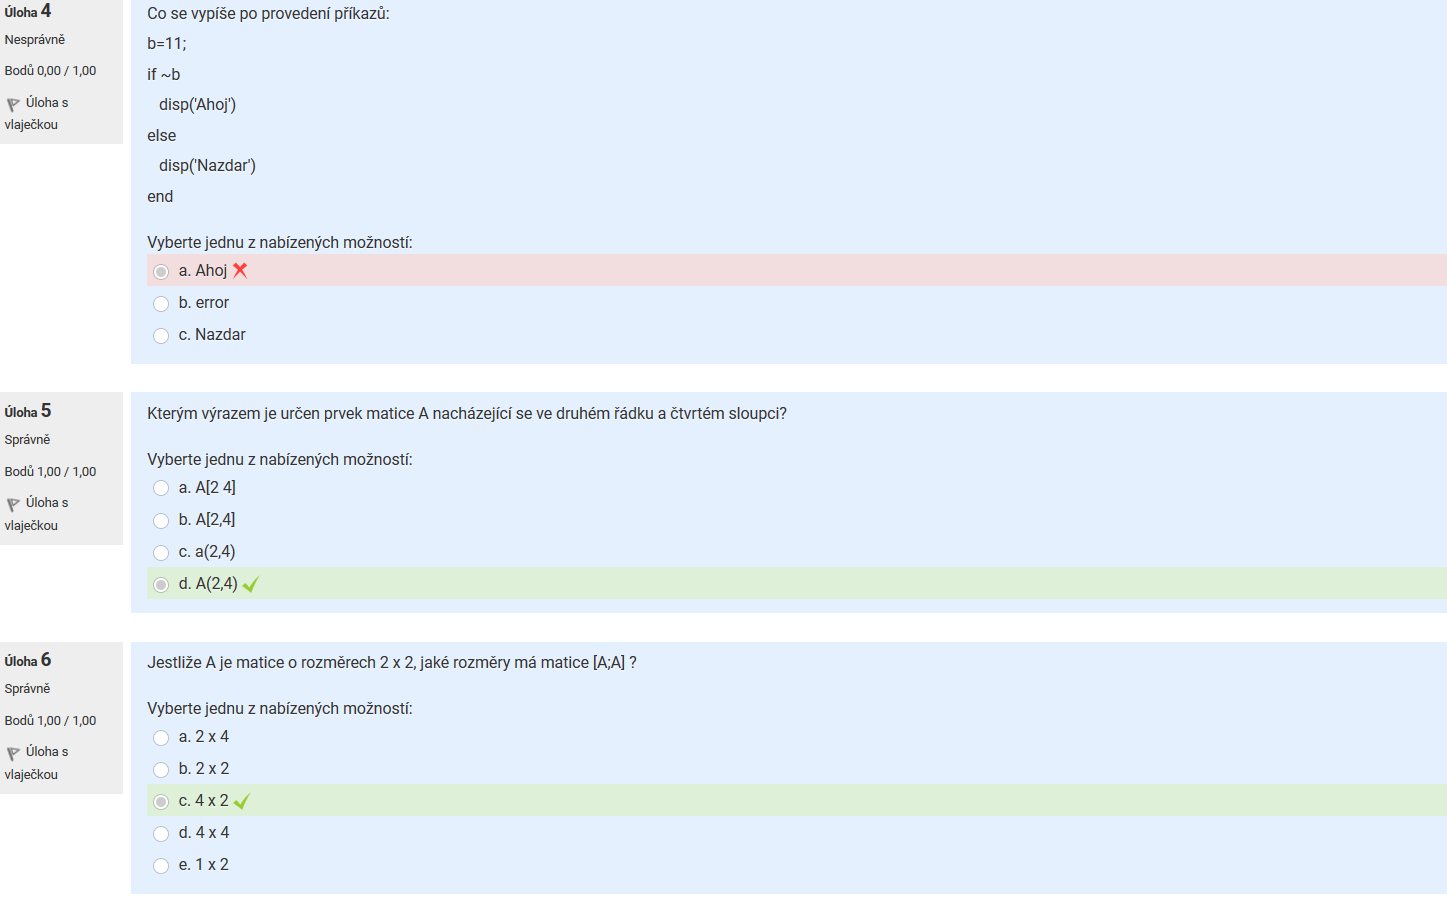 Úloha 4
Nesprávně
Bodů 0,00 / 1,00
Úloha s
vlaječkou
Co se vypíše po provedení příkazů:
b=11;
if ~b
disp('Ahoj')
else
disp('Nazdar')
end
Vyberte jednu z nabízených možností:
a. Ahoj
b. error
c. Nazdar
Úloha 5
Správně
Bodů 1,00 / 1,00
Úloha s
vlaječkou
Kterým výrazem je určen prvek matice A nacházející se ve druhém řádku a čtvrtém sloupci?
Vyberte jednu z nabízených možností:
a. A[2 4]
b. A[2,4]
c. a(2,4)
d. A(2,4)
Úloha 6
Správně
Bodů 1,00 / 1,00
Úloha s
vlaječkou
Jestliže A je matice o rozměrech 2 x 2, jaké rozměry má matice [A;A] ?
Vyberte jednu z nabízených možností:
a. 2 x 4
b. 2 x 2
c. 4 x 2
d. 4 x 4
e. 1 x 2